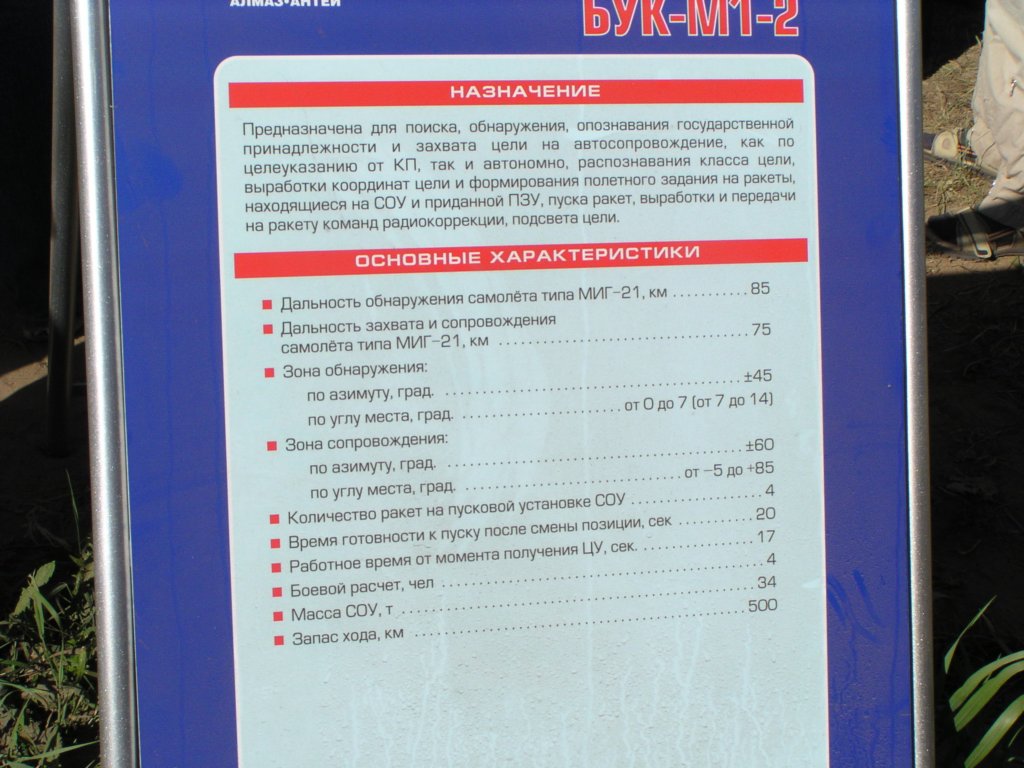 АЛМАЗ•АНТЕЙ
БУК-М1-2
НАЗНАЧЕНИЕ
Предназначена для поиска, обнаружения, опознавания государственной
принадлежности и захвата цели на автосопровождение, как по
целеуказанию от КП, так и автономно, распознавания класса цели,
выработки координат цели и формирования полетного задания на ракеты,
находящиеся на СОУ и приданной ПЗУ, пуска ракет, выработки и передачи
на ракету команд радиокоррекции, подсвета цели.
ОСНОВНЫЕ ХАРАКТЕРИСТИКИ
Дальность обнаружения самолёта типа МИГ-21, км ........... 85
Дальность захвата и сопровождения
самолёта типа МИГ-21, км ................................... 75
Зона обнаружения:
по азимуту, град. ......................................... ±45
по углу места, град. ..................... от 0 до 7 (от 7 до 14)
Зона сопровождения:
по азимуту, град. ......................................... ±60
по углу места, град. ............................. от -5 до +85
Количество ракет на пусковой установке СОУ .................. 4
Время готовности к пуску после смены позиции, сек ........... 20
Работное время от момента получения ЦУ, сек. ................ 17
Боевой расчет, чел .......................................... 4
Масса СОУ, т ................................................ 34
Запас хода, км .............................................. 500